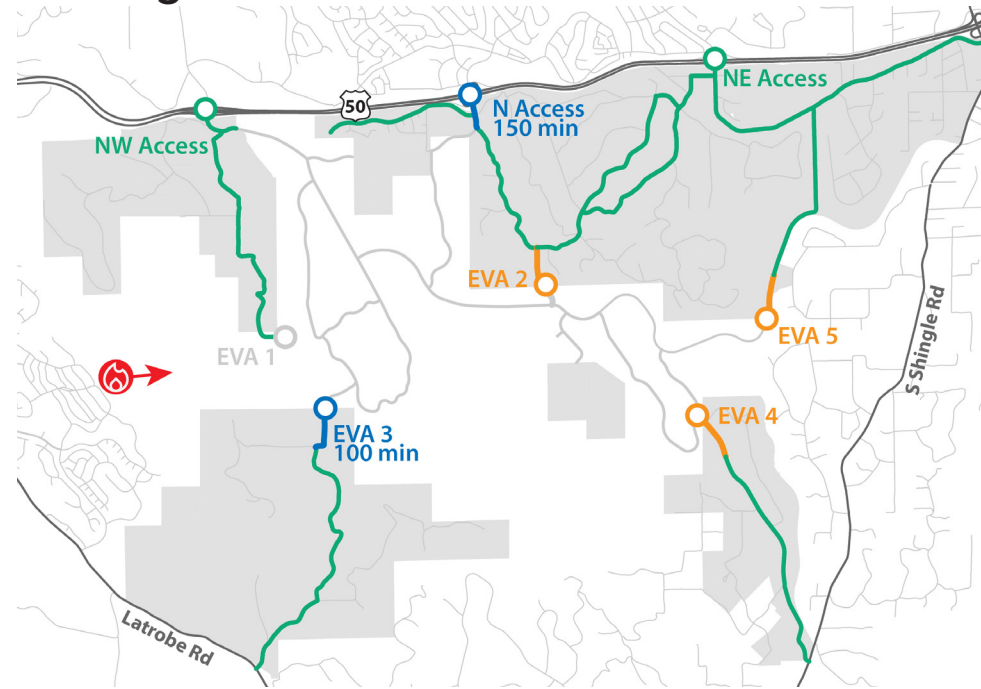 50
NE Access
N Access
150 min
NW Access
EVA 2
EVA 5
EVA 1
S Shingle Rd
EVA 4
EVA 3
100 min
Latrobe Rd